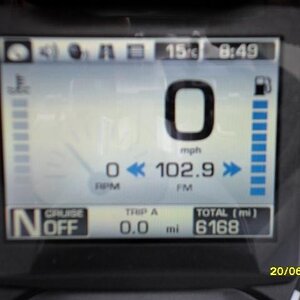 15°C 8:49
0
mph
0 102.9
RPM FM
N CRUISE OFF TRIP A 0.0 mi TOTAL (mi) 6168
20/06